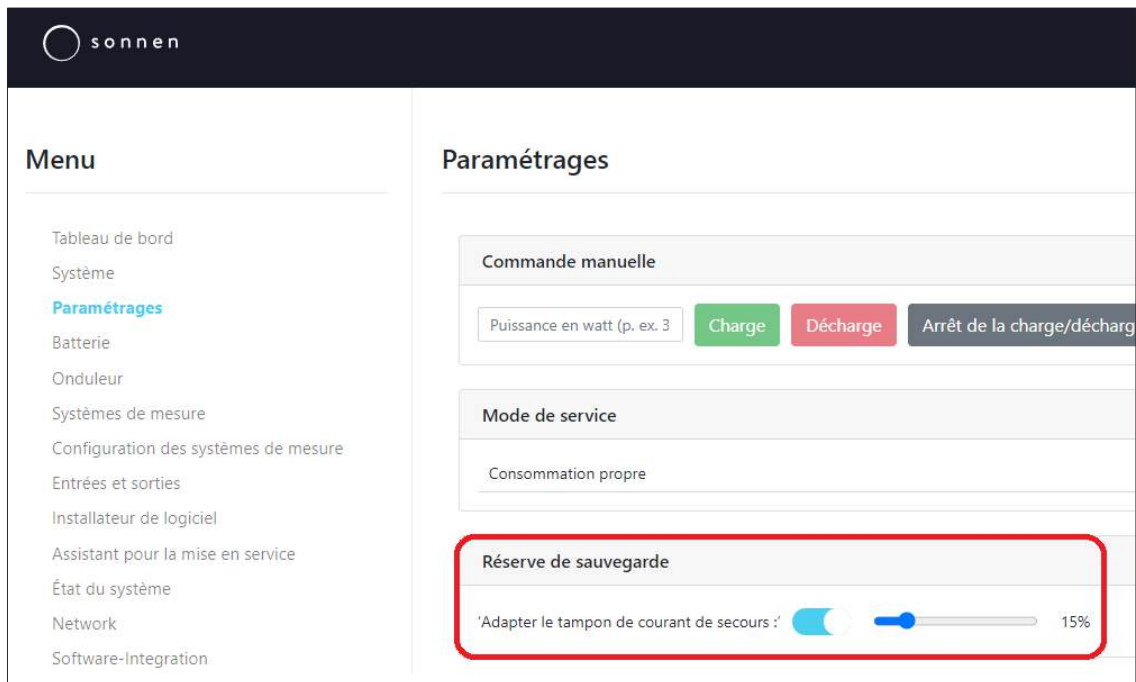 sonnen
Menu
Tableau de bord
Système
Paramétrages
Batterie
Onduleur
Systèmes de mesure
Configuration des systèmes de mesure
Entrées et sorties
Installateur de logiciel
Assistant pour la mise en service
État du système
Network
Software-Integration
Paramétrages
Commande manuelle
Puissance en watt (p. ex. 3 Charge Décharge Arrêt de la charge/décharg
Mode de service
Consommation propre
Réserve de sauvegarde
'Adapter le tampon de courant de secours :' 15%